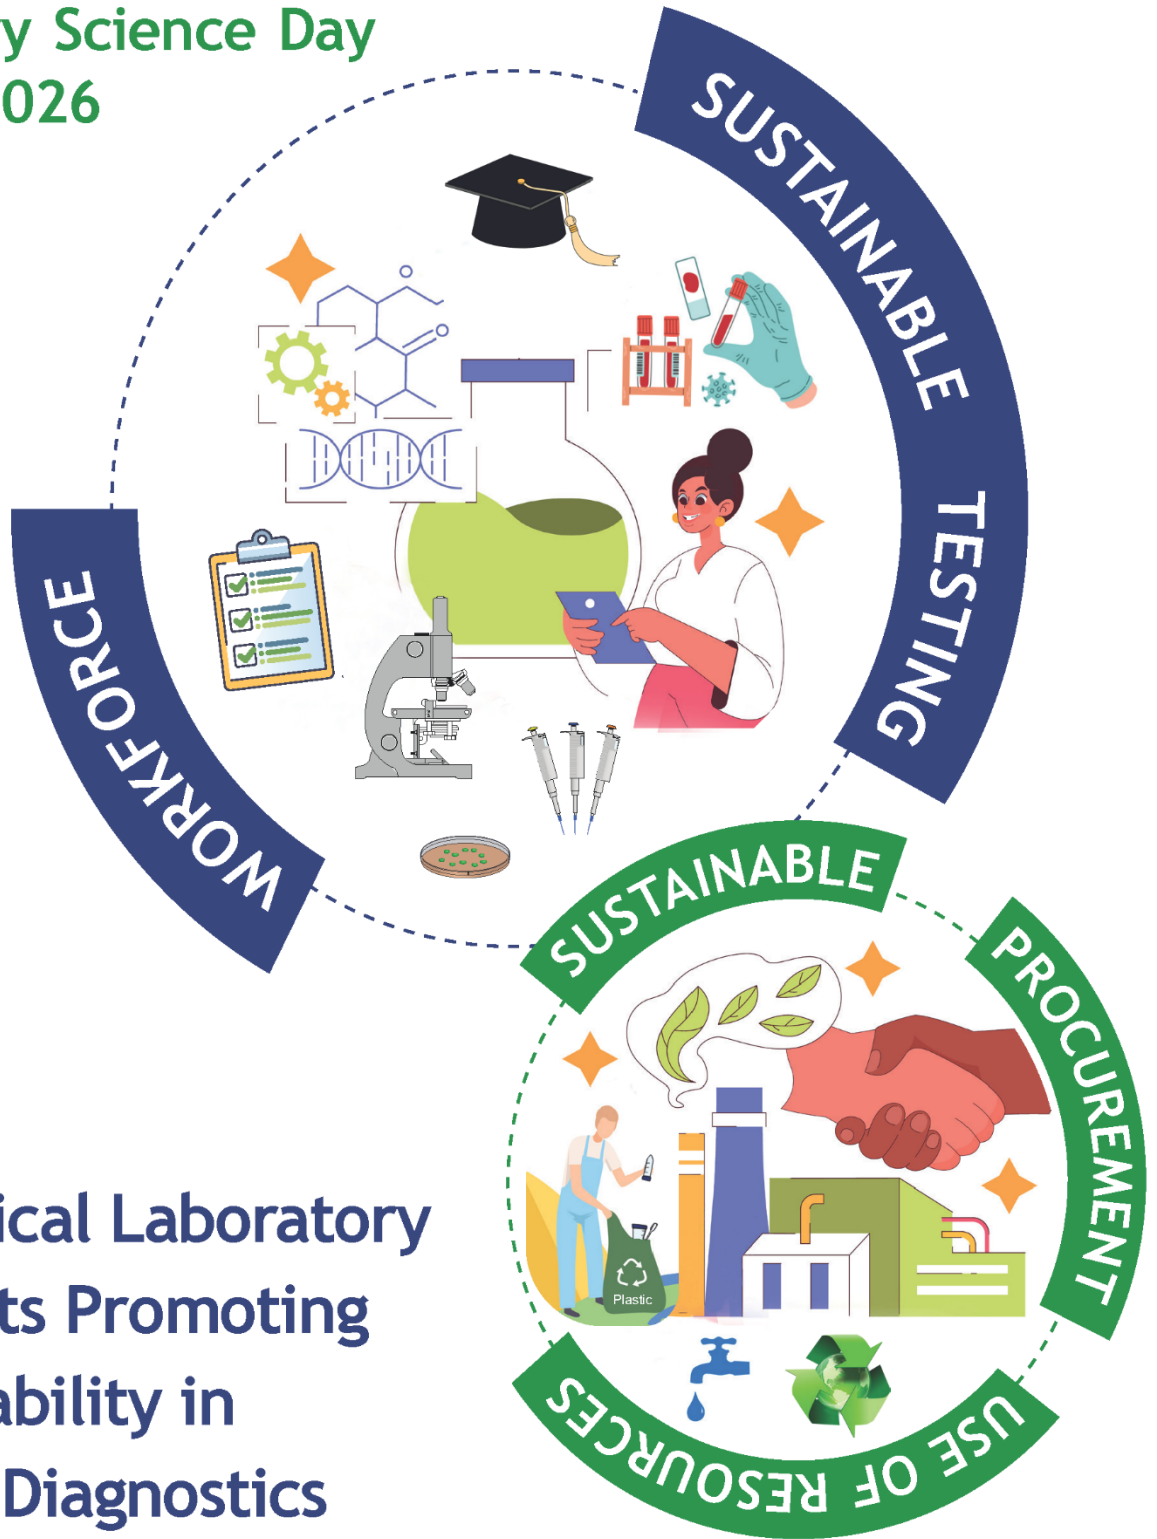 y Science Day
026
SUSTAINABLE TESTING
WORKFORCE
SUSTAINABLE
PROCUREMENT
Plastic
USE OF RESOURCES
ical Laboratory
ts Promoting
ability in
Diagnostics